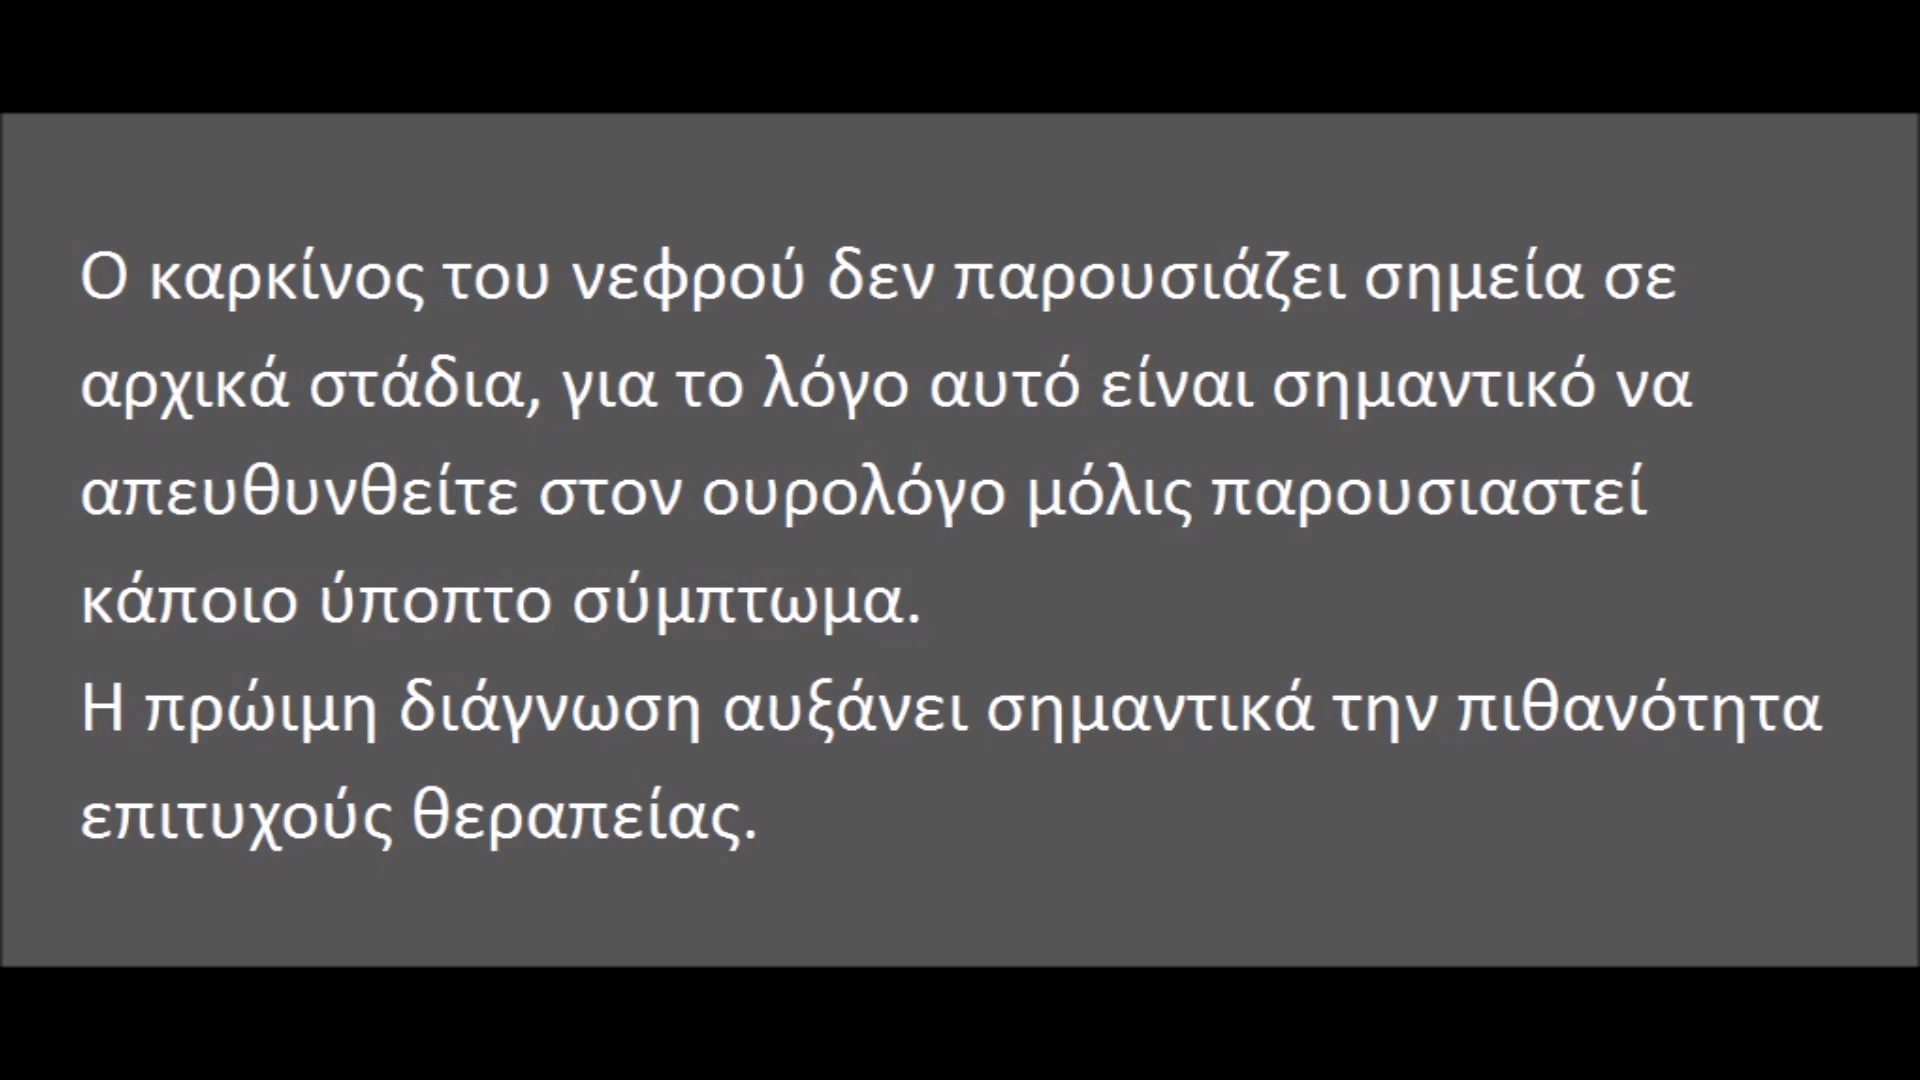 Ο καρκίνος του νεφρού δεν παρουσιάζει σημεία σε
αρχικά στάδια, για το λόγο αυτό είναι σημαντικό να
απευθυνθείτε στον ουρολόγο μόλις παρουσιαστεί
κάποιο ύποπτο σύμπτωμα.
Η πρώιμη διάγνωση αυξάνει σημαντικά την πιθανότητα
επιτυχούς θεραπείας.